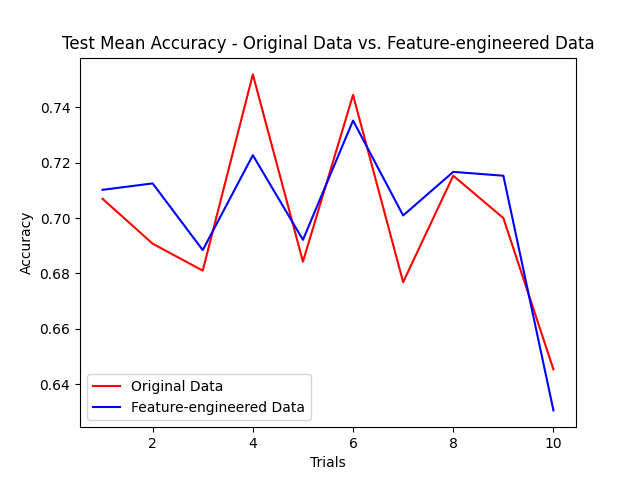 Test Mean Accuracy - Original Data vs. Feature-engineered Data
0.74
0.72
0.70
0.68
0.66
0.64
Accuracy
Original Data
Feature-engineered Data
2 4 6 8 10
Trials